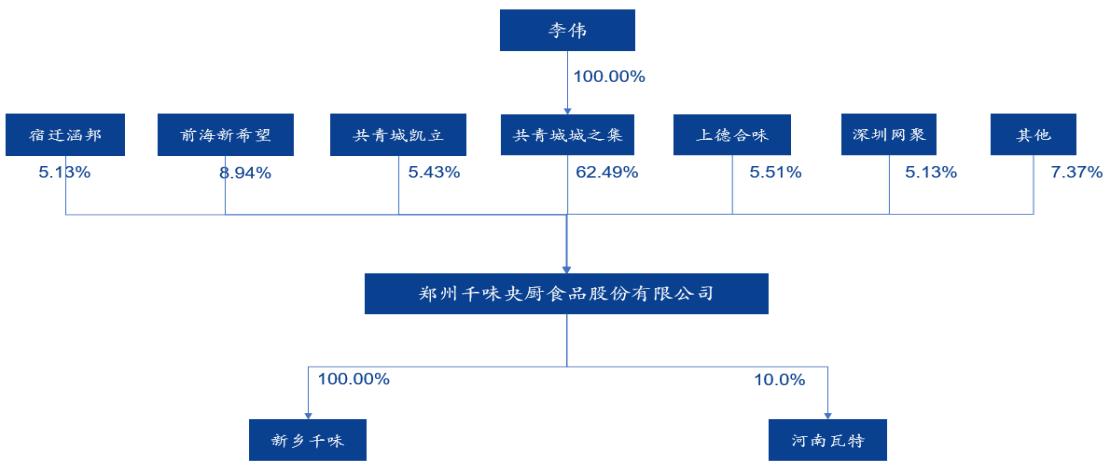 李伟
100.00%
宿迁涵邦 前海新希望 共青城凯立 共青城城之集 上德合味 深圳网聚 其他
5.13% 8.94% 5.43% 62.49% 5.51% 5.13% 7.37%
郑州千味央厨食品股份有限公司
100.00% 10.0%
新乡千味 河南瓦特